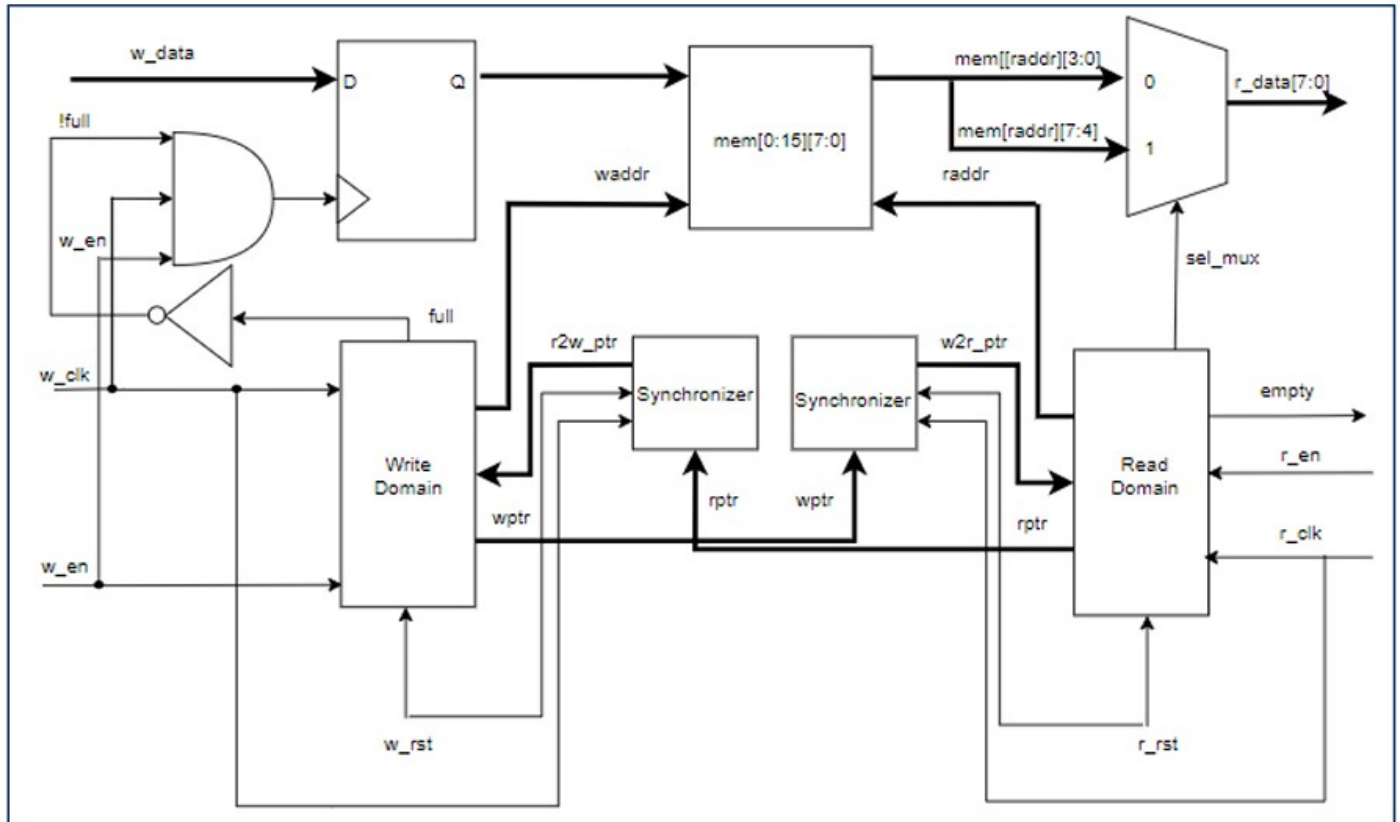 w_data
D
Q
mem[[raddr][3:0]
0
r_data[7:0]
!full
mem[raddr][7:4]
1
mem[0:15][7:0]
waddr
raddr
w_en
sel_mux
full
r2w_ptr
w2r_ptr
w_clk
Synchronizer
Synchronizer
empty
Write
Domain
Read
Domain
r_en
rptr
wptr
wptr
rptr
r_clk
w_en
w_rst
r_rst